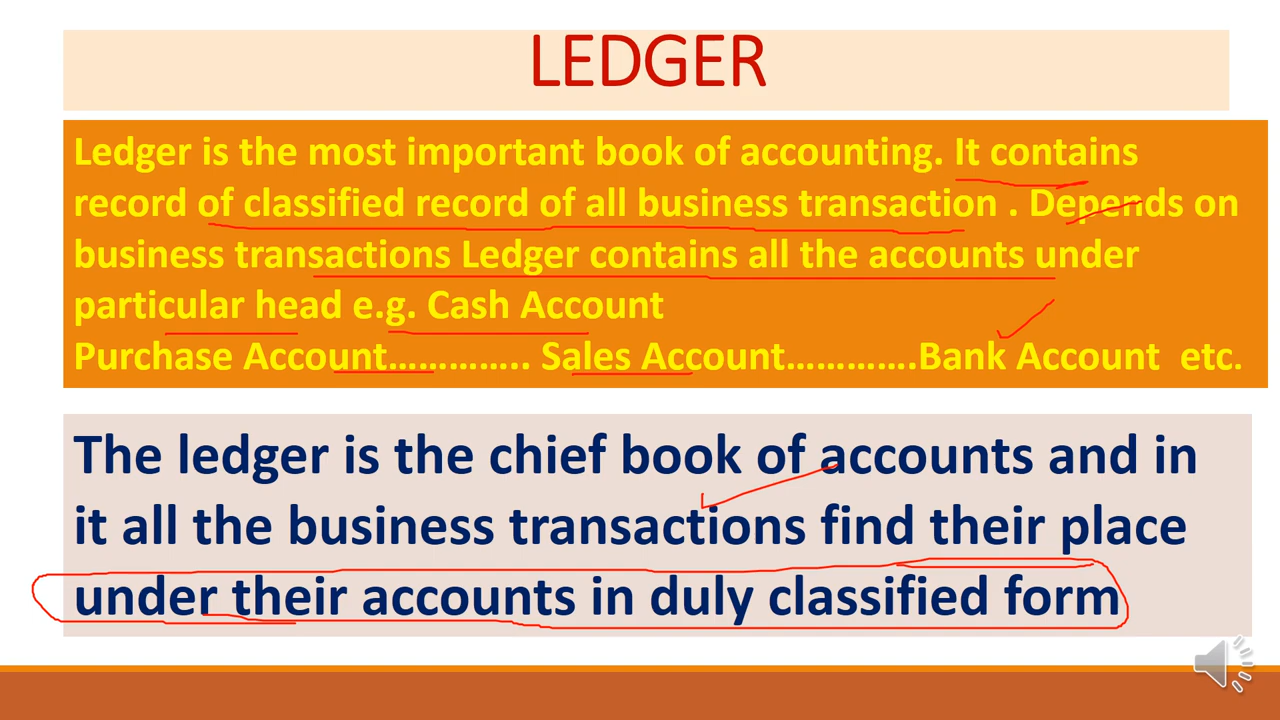 LEDGER
Ledger is the most important book of accounting. It contains
record of classified record of all business transaction . Depends on
business transactions Ledger contains all the accounts under
particular head e.g. Cash Account
Purchase Account………….. Sales Account………….Bank Account etc.
The ledger is the chief book of accounts and in
it all the business transactions find their place
under their accounts in duly classified form